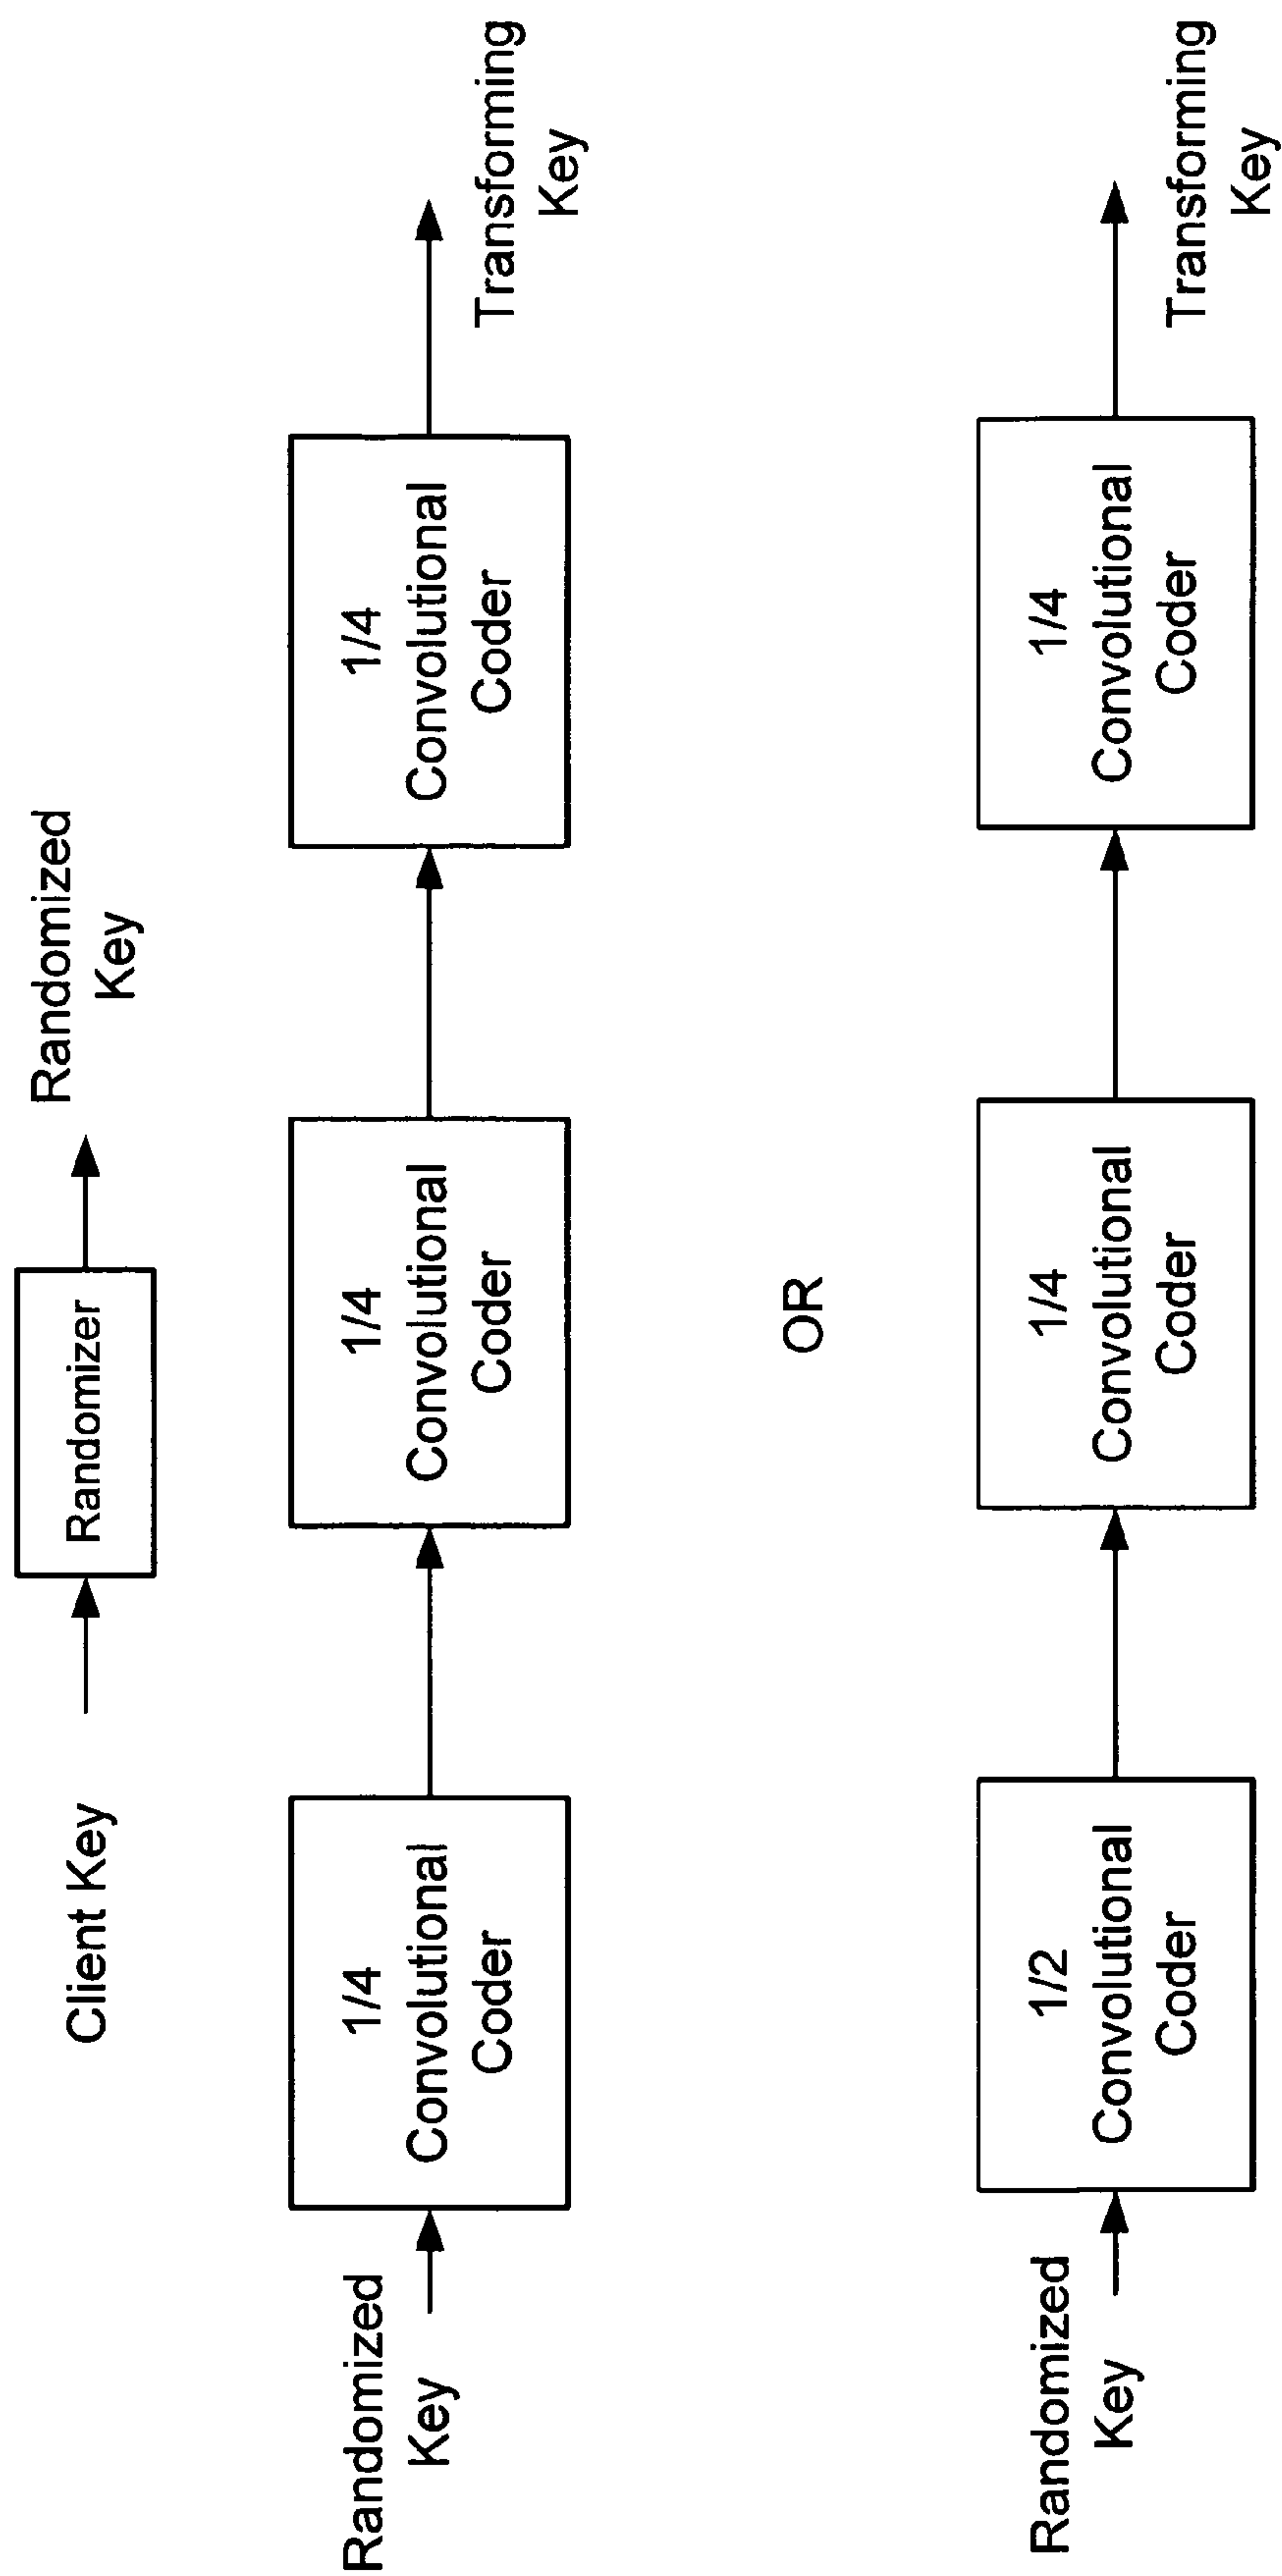 Client Key
Randomizer
Randomized
Key
Randomized
Key
1/4
Convolutional
Coder
1/4
Convolutional
Coder
1/4
Convolutional
Coder
Transforming
Key
OR
Randomized
Key
1/2
Convolutional
Coder
1/4
Convolutional
Coder
1/4
Convolutional
Coder
Transforming
Key